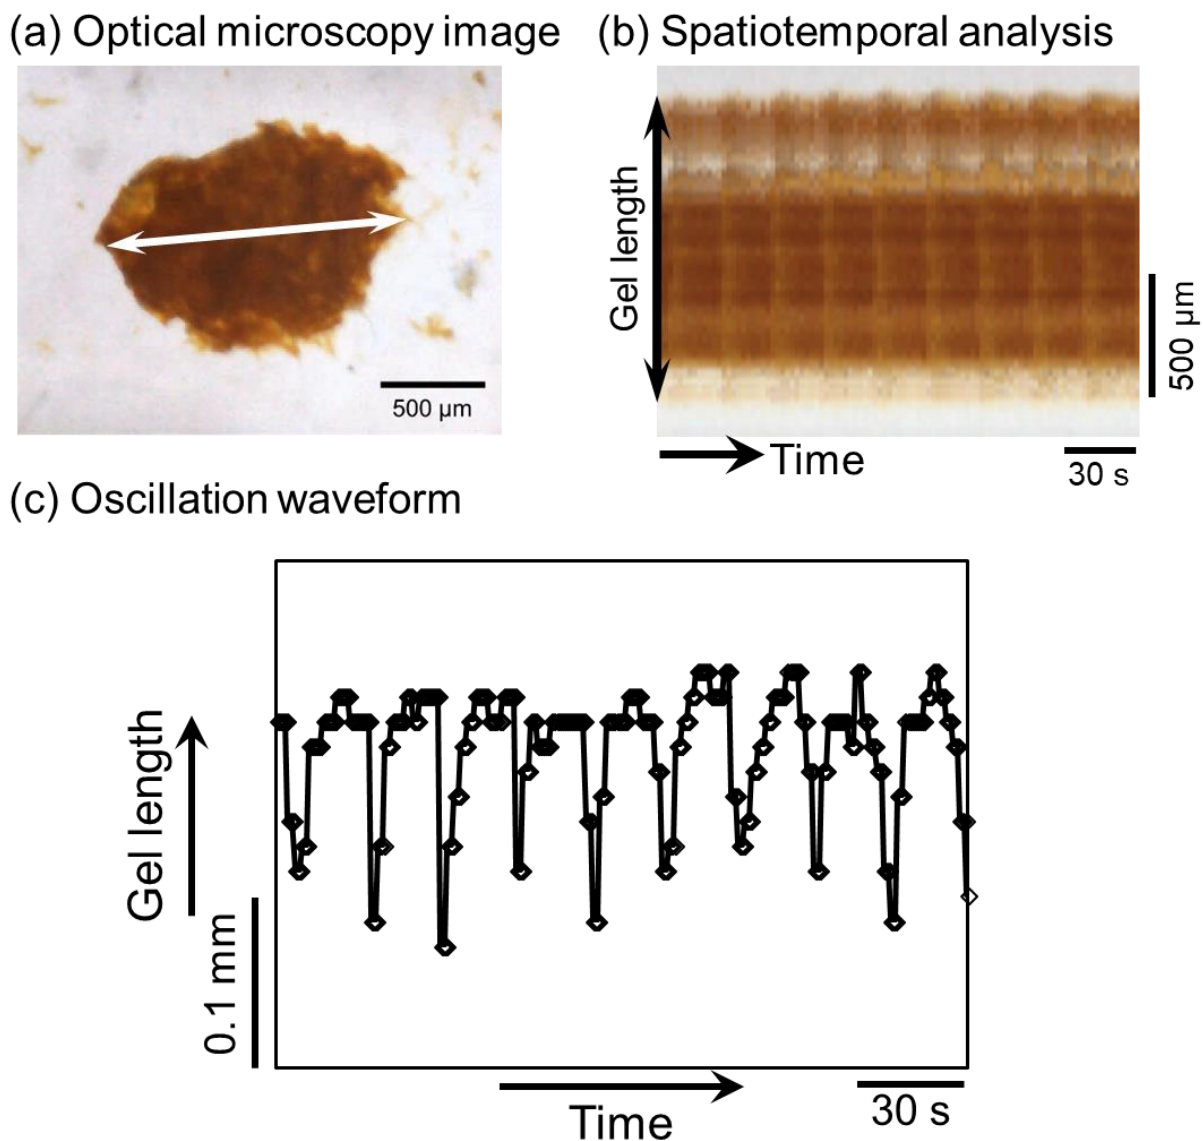 (a) Optical microscopy image
(b) Spatiotemporal analysis
500 µm
Gel length
500 µm
Time
30 s
(c) Oscillation waveform
Gel length
0.1 mm
Time
30 s